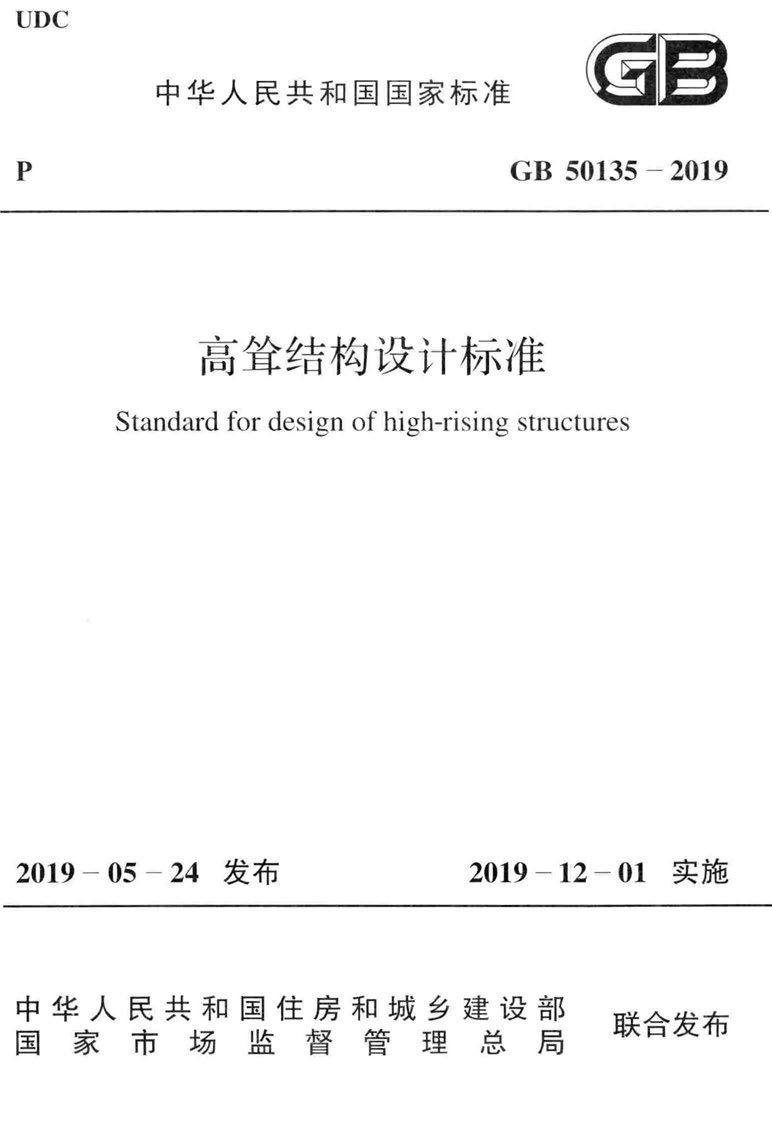 UDC
GB
中华人民共和国国家标准
P
GB 50135－2019
高耸结构设计标准
Standard for design of high-rising structures
2019－05－24 发布
2019－12－01 实施
中华人民共和国住房和城乡建设部
国家市场监督管理总局
联合发布